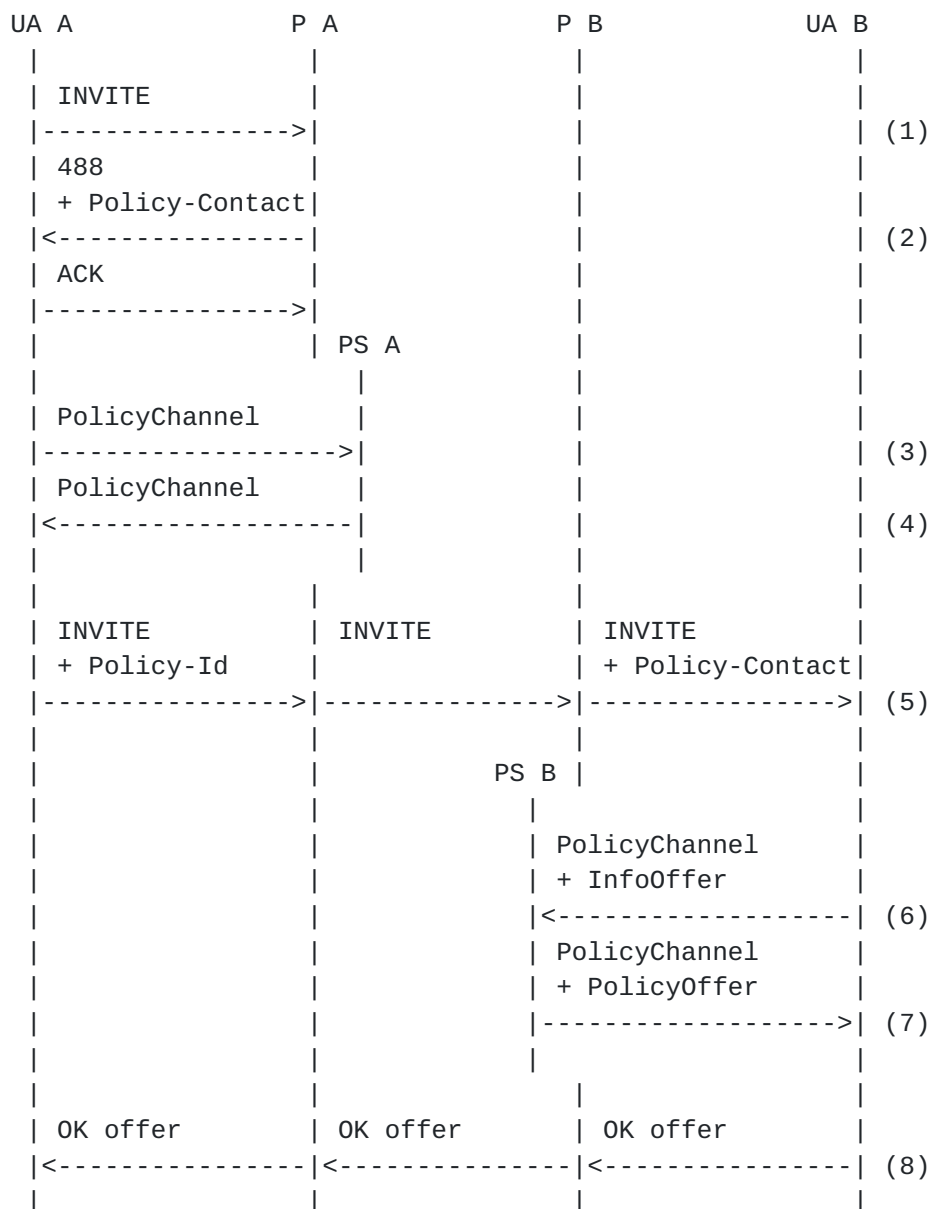 UA A              P A              P B              UA B
 |                 |                |                 |
 | INVITE          |                |                 |
 |---------------->|                |                 | (1)
 | 488             |                |                 |
 | + Policy-Contact|                |                 |
 |<----------------|                |                 | (2)
 | ACK             |                |                 |
 |---------------->|                |                 |
 |                 | PS A           |                 |
 |                    |             |                 |
 | PolicyChannel      |             |                 |
 |------------------->|             |                 | (3)
 | PolicyChannel      |             |                 |
 |<-------------------|             |                 | (4)
 |                    |             |                 |
 |                 |                |                 |
 | INVITE          | INVITE         | INVITE          |
 | + Policy-Id     |                | + Policy-Contact|
 |---------------->|--------------->|---------------->| (5)
 |                 |                |                 |
 |                 |           PS B |                 |
 |                 |             |                    |
 |                 |             | PolicyChannel      |
 |                 |             | + InfoOffer        |
 |                 |             |<-------------------| (6)
 |                 |             | PolicyChannel      |
 |                 |             | + PolicyOffer      |
 |                 |             |------------------->| (7)
 |                 |             |                    |
 |                 |                |                 |
 | OK offer        | OK offer       | OK offer        |
 |<----------------|<---------------|<----------------| (8)
 |                 |                |                 |